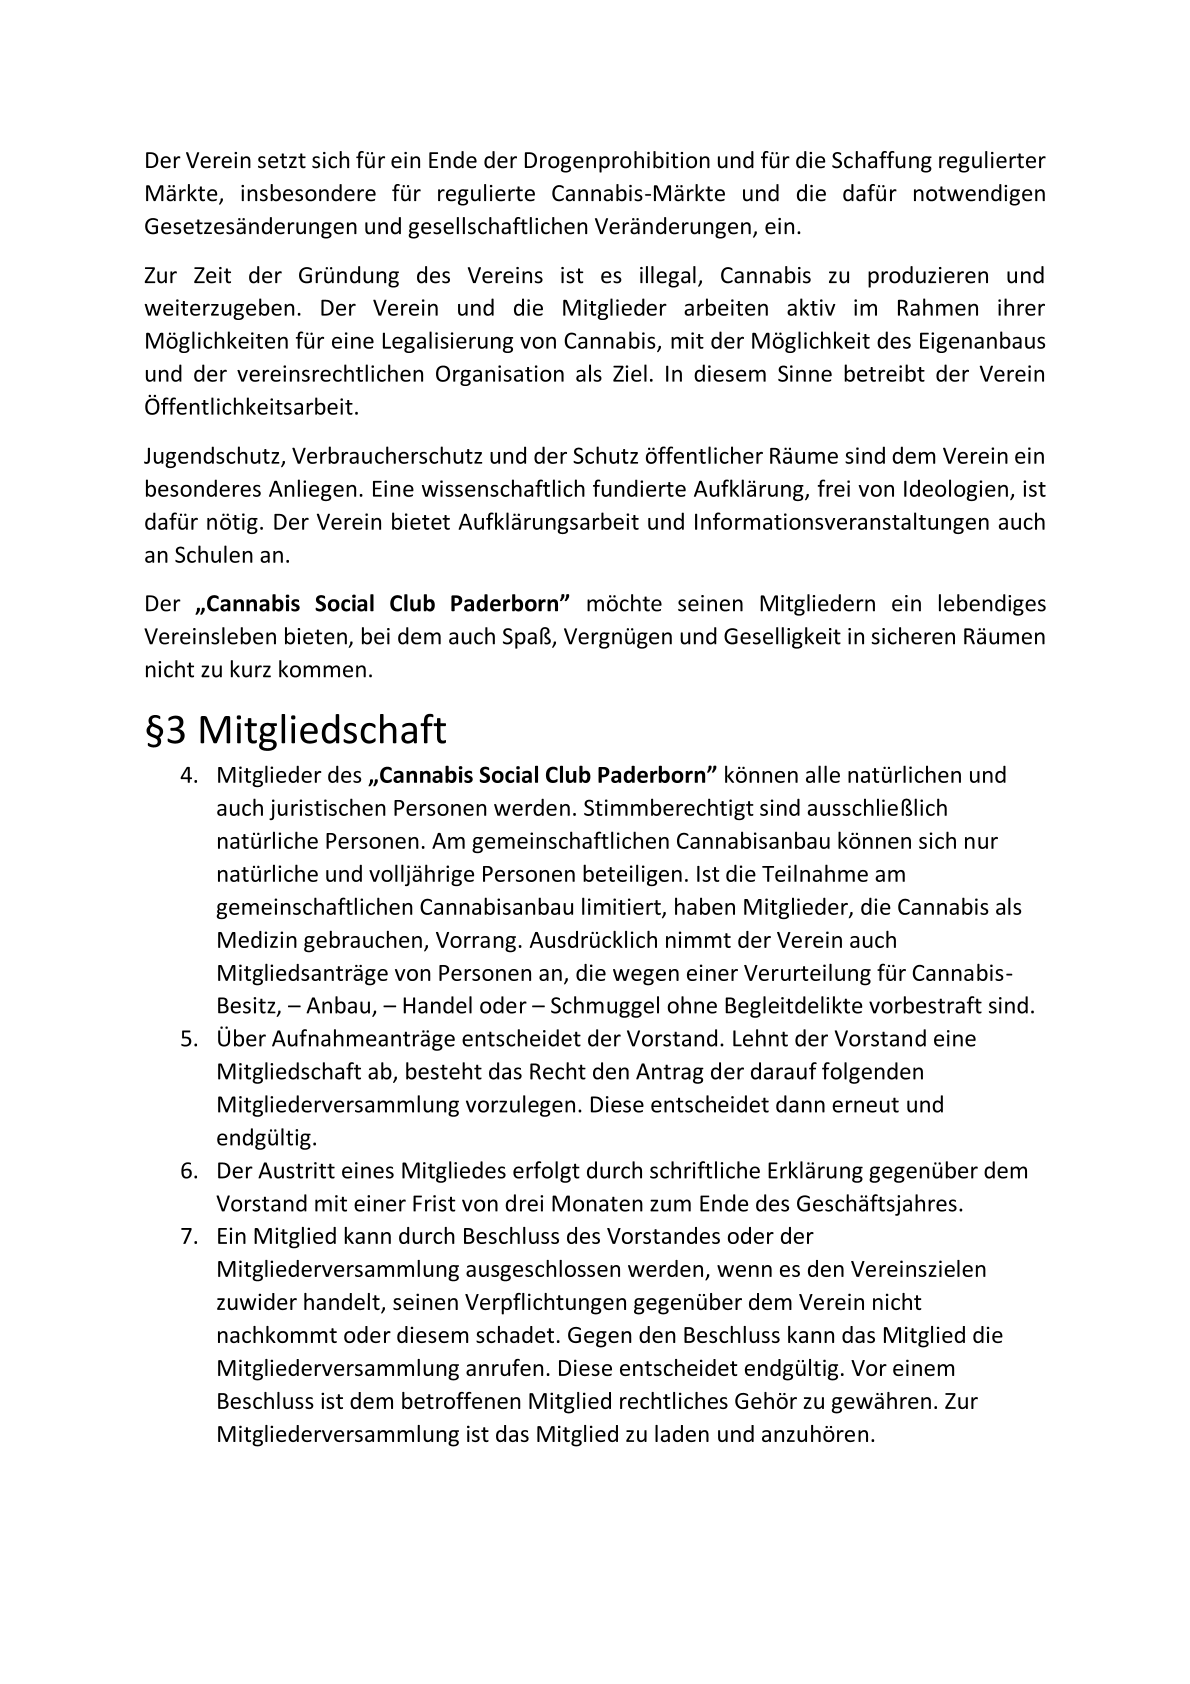 Der Verein setzt sich für ein Ende der Drogenprohibition und für die Schaffung regulierter
Märkte, insbesondere für regulierte Cannabis-Märkte und die dafür notwendigen
Gesetzesänderungen und gesellschaftlichen Veränderungen, ein.
Zur Zeit der Gründung des Vereins ist es illegal, Cannabis zu produzieren und
weiterzugeben. Der Verein und die Mitglieder arbeiten aktiv im Rahmen ihrer
Möglichkeiten für eine Legalisierung von Cannabis, mit der Möglichkeit des Eigenanbaus
und der vereinsrechtlichen Organisation als Ziel. In diesem Sinne betreibt der Verein
Öffentlichkeitsarbeit.
Jugendschutz, Verbraucherschutz und der Schutz öffentlicher Räume sind dem Verein ein
besonderes Anliegen. Eine wissenschaftlich fundierte Aufklärung, frei von Ideologien, ist
dafür nötig. Der Verein bietet Aufklärungsarbeit und Informationsveranstaltungen auch
an Schulen an.
Der „Cannabis Social Club Paderborn” möchte seinen Mitgliedern ein lebendiges
Vereinsleben bieten, bei dem auch Spaß, Vergnügen und Geselligkeit in sicheren Räumen
nicht zu kurz kommen.
§3 Mitgliedschaft
4. Mitglieder des „Cannabis Social Club Paderborn” können alle natürlichen und
auch juristischen Personen werden. Stimmberechtigt sind ausschließlich
natürliche Personen. Am gemeinschaftlichen Cannabisanbau können sich nur
natürliche und volljährige Personen beteiligen. Ist die Teilnahme am
gemeinschaftlichen Cannabisanbau limitiert, haben Mitglieder, die Cannabis als
Medizin gebrauchen, Vorrang. Ausdrücklich nimmt der Verein auch
Mitgliedsanträge von Personen an, die wegen einer Verurteilung für Cannabis-
Besitz, – Anbau, – Handel oder – Schmuggel ohne Begleitdelikte vorbestraft sind.
5. Über Aufnahmeanträge entscheidet der Vorstand. Lehnt der Vorstand eine
Mitgliedschaft ab, besteht das Recht den Antrag der darauf folgenden
Mitgliederversammlung vorzulegen. Diese entscheidet dann erneut und
endgültig.
6. Der Austritt eines Mitgliedes erfolgt durch schriftliche Erklärung gegenüber dem
Vorstand mit einer Frist von drei Monaten zum Ende des Geschäftsjahres.
7. Ein Mitglied kann durch Beschluss des Vorstandes oder der
Mitgliederversammlung ausgeschlossen werden, wenn es den Vereinszielen
zuwider handelt, seinen Verpflichtungen gegenüber dem Verein nicht
nachkommt oder diesem schadet. Gegen den Beschluss kann das Mitglied die
Mitgliederversammlung anrufen. Diese entscheidet endgültig. Vor einem
Beschluss ist dem betroffenen Mitglied rechtliches Gehör zu gewähren. Zur
Mitgliederversammlung ist das Mitglied zu laden und anzuhören.